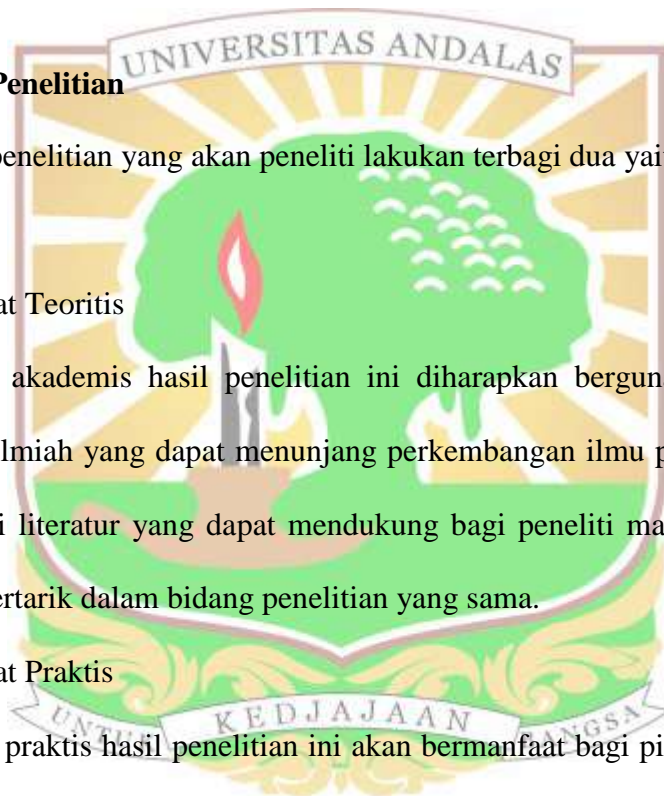 UNIVERSITAS ANDALAS
Penelitian
penelitian yang akan peneliti lakukan terbagi dua yai
at Teoritis
akademis hasil penelitian ini diharapkan bergun
lmiah yang dapat menunjang perkembangan ilmu p
i literatur yang dapat mendukung bagi peneliti ma
ertarik dalam bidang penelitian yang sama.
at Praktis
UNTUK KEDJAJAAN BANGSA
praktis hasil penelitian ini akan bermanfaat bagi pi